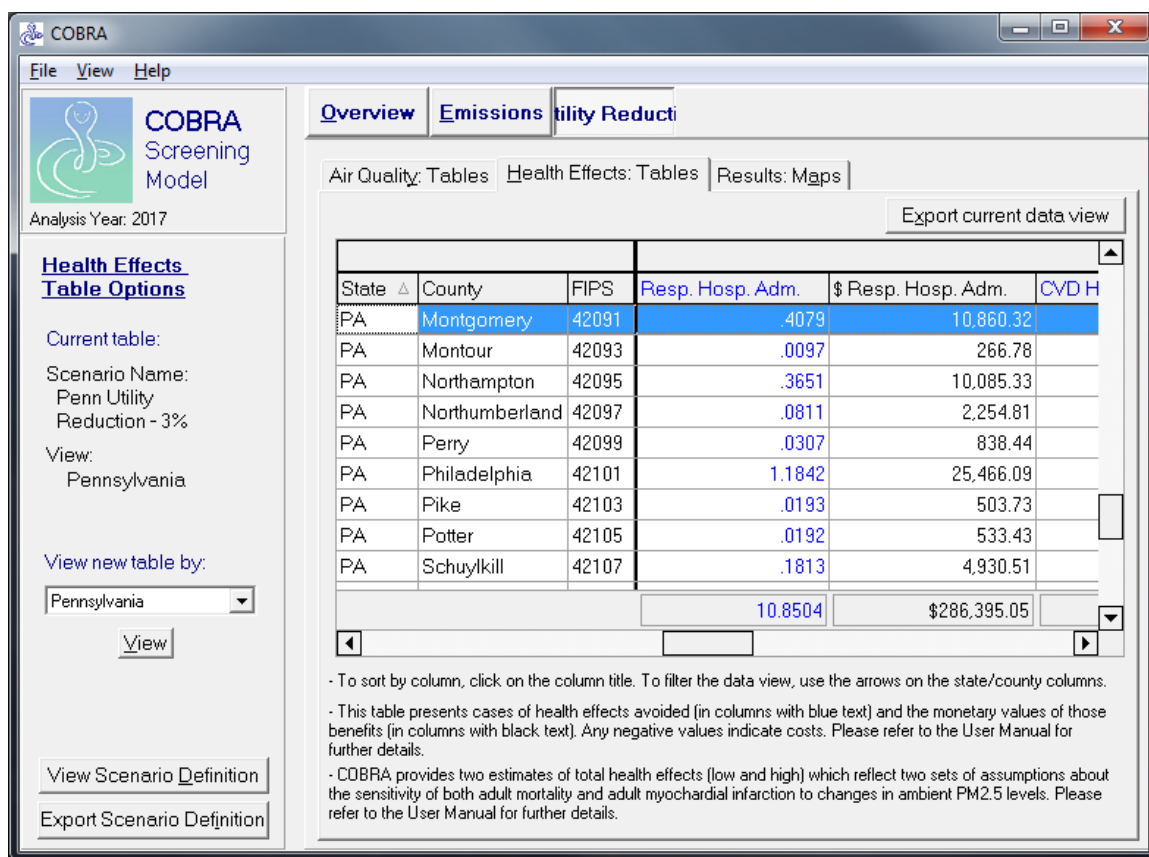 COBRA
File View Help
COBRA
Screening
Model
Analysis Year: 2017
Health Effects
Table Options
Current table:
Scenario Name:
Penn Utility
Reduction - 3%
View:
Pennsylvania
View new table by:
Pennsylvania
View
View Scenario Definition
Export Scenario Definition
Overview Emissions tility Reducti
Air Quality: Tables Health Effects: Tables Results: Maps
Export current data view
State County FIPS Resp. Hosp. Adm. $ Resp. Hosp. Adm. CVD H
PA Montgomery 42091 .4079 10,860.32
PA Montour 42093 .0097 266.78
PA Northampton 42095 .3651 10,085.33
PA Northumberland 42097 .0811 2,254.81
PA Perry 42099 .0307 838.44
PA Philadelphia 42101 1.1842 25,466.09
PA Pike 42103 .0193 503.73
PA Potter 42105 .0192 533.43
PA Schuylkill 42107 .1813 4,930.51
10.8504 $286,395.05
- To sort by column, click on the column title. To filter the data view, use the arrows on the state/county columns.
- This table presents cases of health effects avoided (in columns with blue text) and the monetary values of those
benefits (in columns with black text). Any negative values indicate costs. Please refer to the User Manual for
further details.
- COBRA provides two estimates of total health effects (low and high) which reflect two sets of assumptions about
the sensitivity of both adult mortality and adult myochardial infarction to changes in ambient PM2.5 levels. Please
refer to the User Manual for further details.